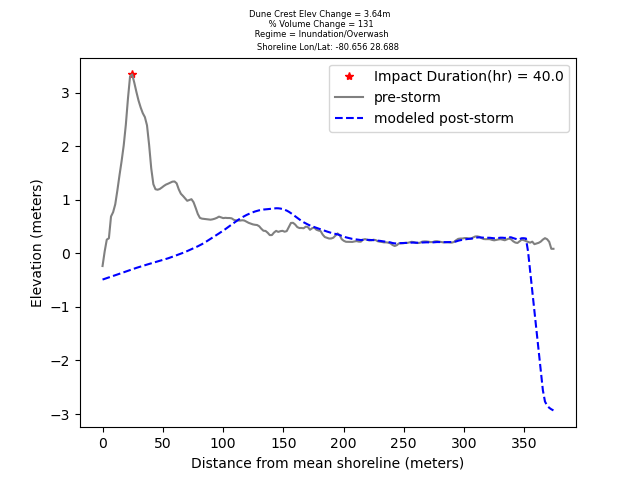 Dune Crest Elev Change = 3.64m
% Volume Change = 131
Regime = Inundation/Overwash
Shoreline Lon/Lat: -80.656 28.688
Impact Duration(hr) = 40.0
pre-storm
modeled post-storm
3
2
1
0
−1
−2
−3
Elevation (meters)
0 50 100 150 200 250 300 350
Distance from mean shoreline (meters)